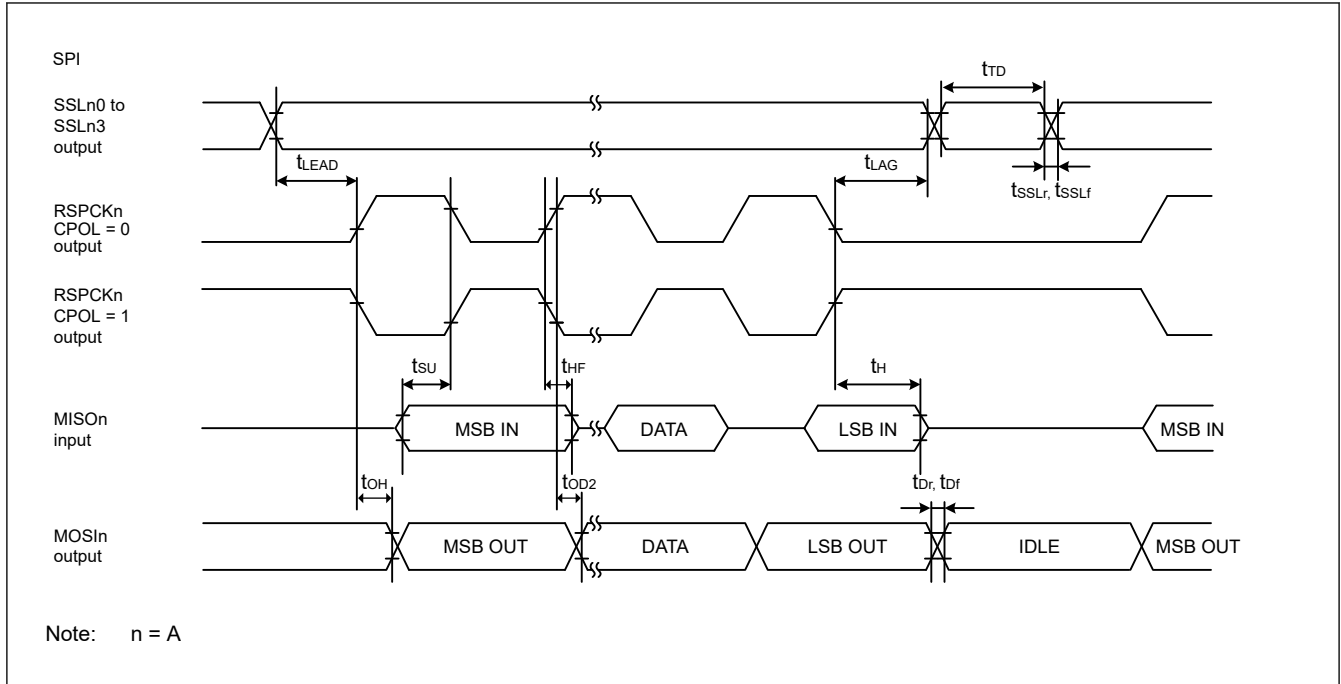 SPI
SSLn0 to
SSLn3
output
tTD
tLEAD
tLAG
tSSLr, tSSLf
RSPCKn
CPOL = 0
output
RSPCKn
CPOL = 1
output
tSU
tHF
tH
MISOn
input
MSB IN
DATA
LSB IN
MSB IN
tOH
tOD2
tDr, tDf
MOSIn
output
MSB OUT
DATA
LSB OUT
IDLE
MSB OUT
Note: n = A